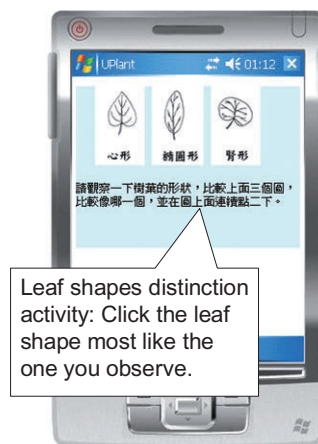 UPlant
01:12
心形
橢圓形
腎形
請觀察一下樹葉的形狀，比較上面三個圖，
比較像哪一個，並在圖上連續點二下。
Leaf shapes distinction
activity: Click the leaf
shape most like the
one you observe.